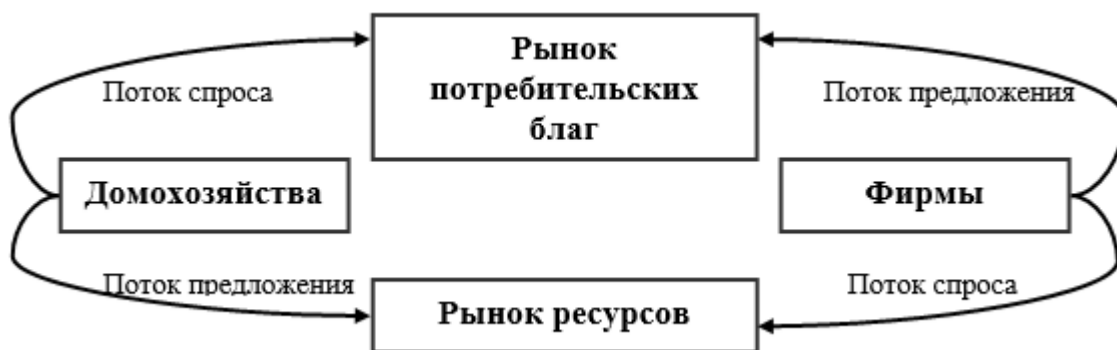 Рынок
потребительских
благ
Поток спроса
Поток предложения
Домохозяйства
Фирмы
Поток предложения
Поток спроса
Рынок ресурсов